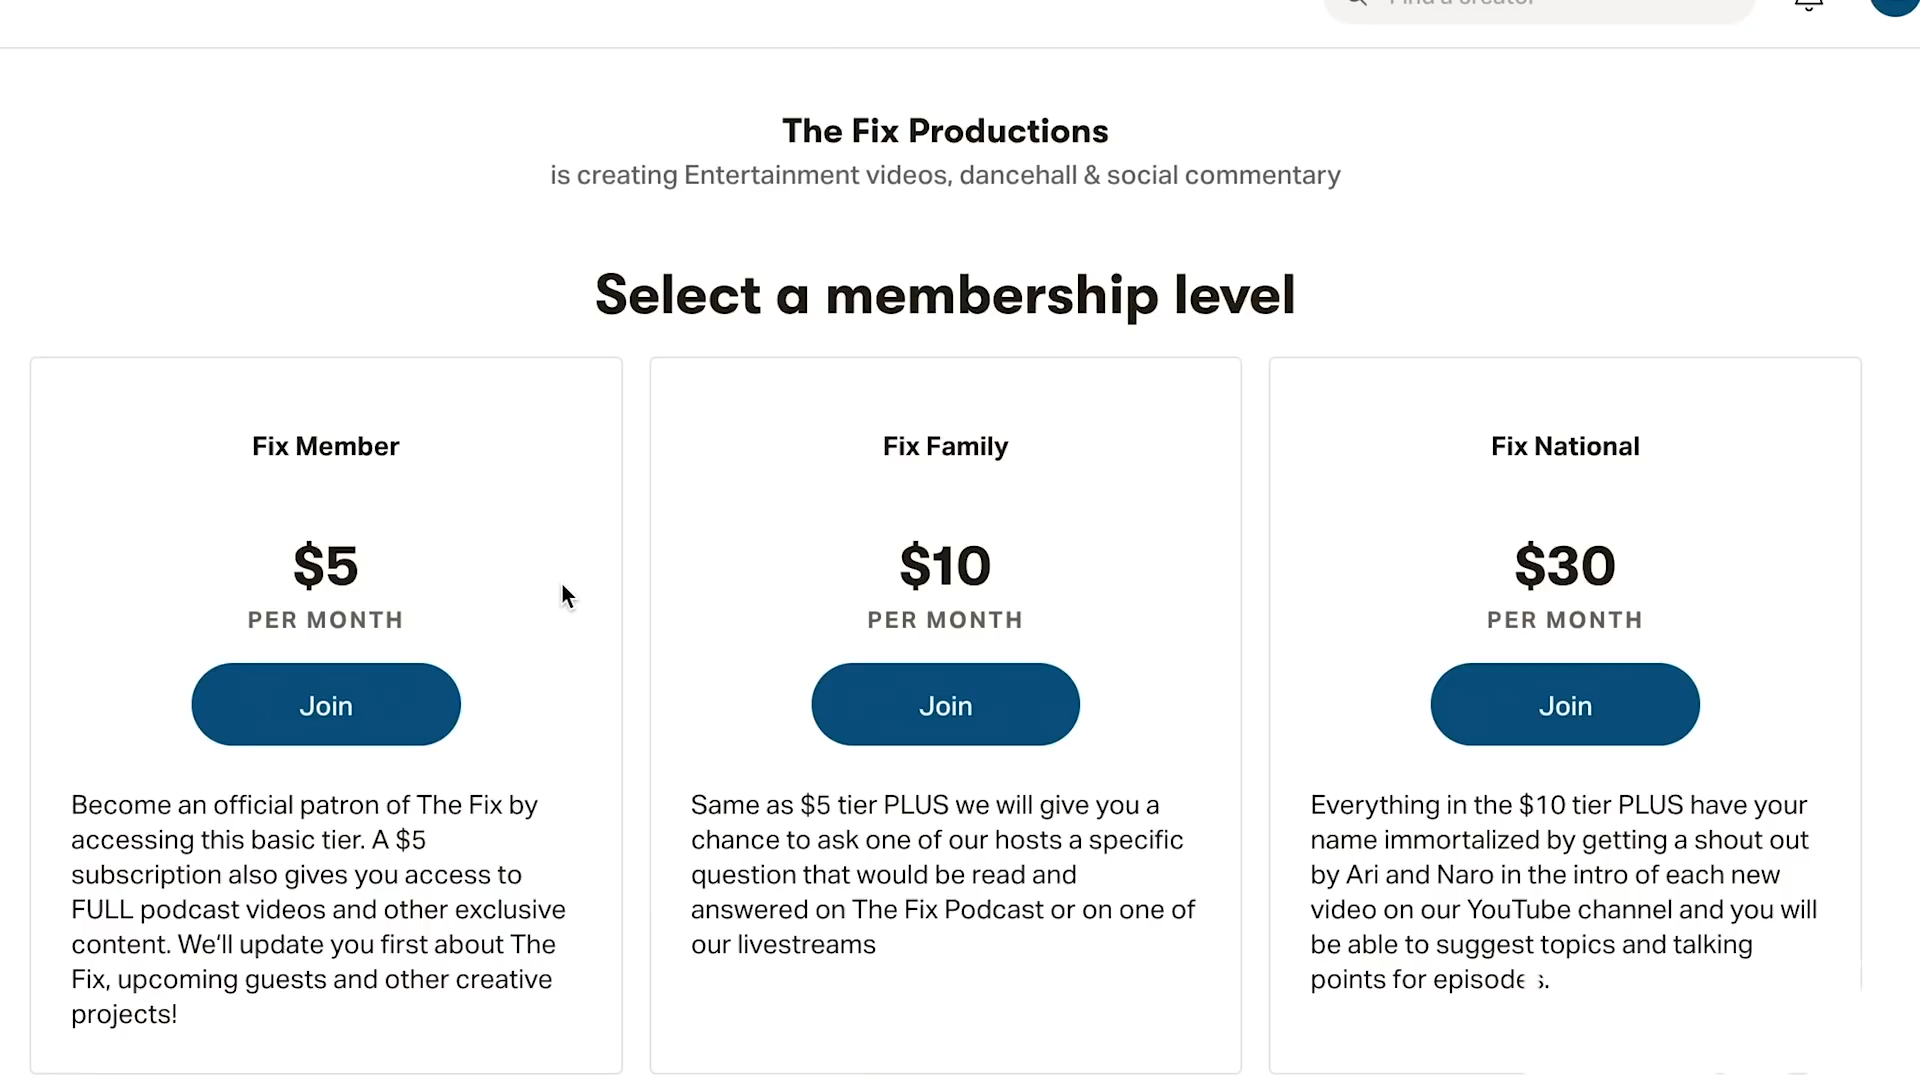 Find a creator
The Fix Productions
is creating Entertainment videos, dancehall & social commentary
Select a membership level
Fix Member
$5
PER MONTH
Join
Become an official patron of The Fix by
accessing this basic tier. A $5
subscription also gives you access to
FULL podcast videos and other exclusive
content. We'll update you first about The
Fix, upcoming guests and other creative
projects!
Fix Family
$10
PER MONTH
Join
Same as $5 tier PLUS we will give you a
chance to ask one of our hosts a specific
question that would be read and
answered on The Fix Podcast or on one of
our livestreams
Fix National
$30
PER MONTH
Join
Everything in the $10 tier PLUS have your
name immortalized by getting a shout out
by Ari and Naro in the intro of each new
video on our YouTube channel and you will
be able to suggest topics and talking
points for episodes.